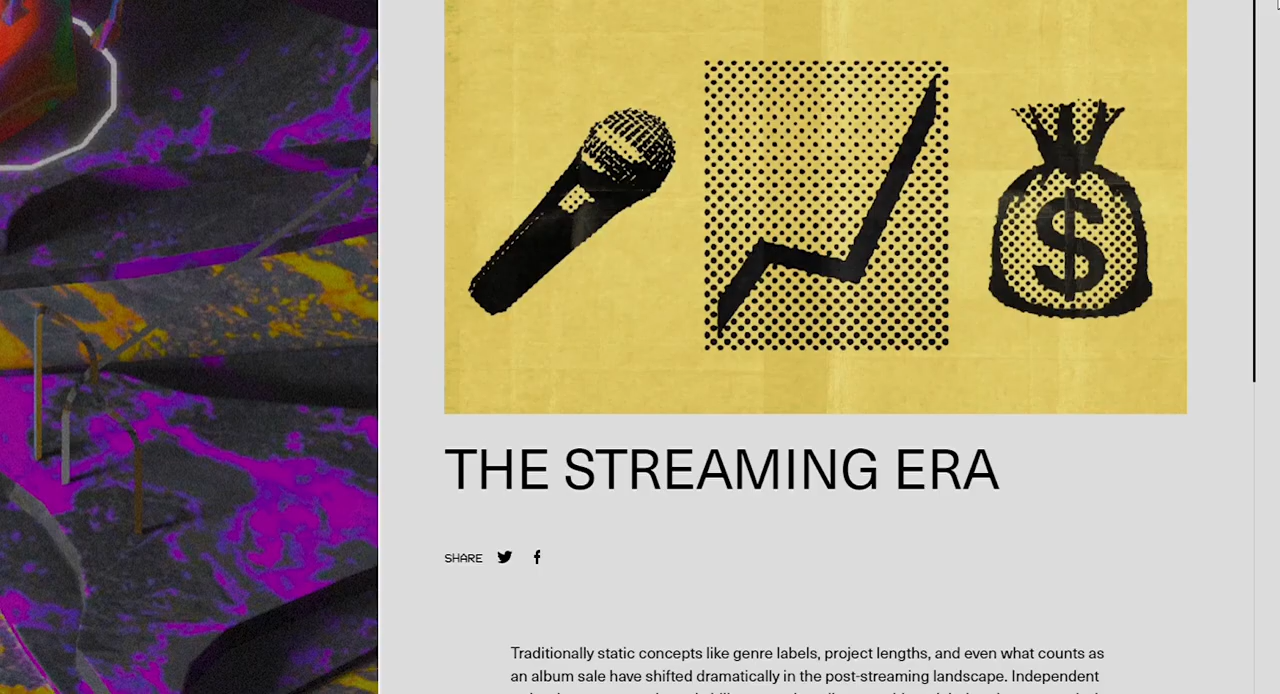 $
THE STREAMING ERA
SHARE
Traditionally static concepts like genre labels, project lengths, and even what counts as
an album sale have shifted dramatically in the post-streaming landscape. Independent